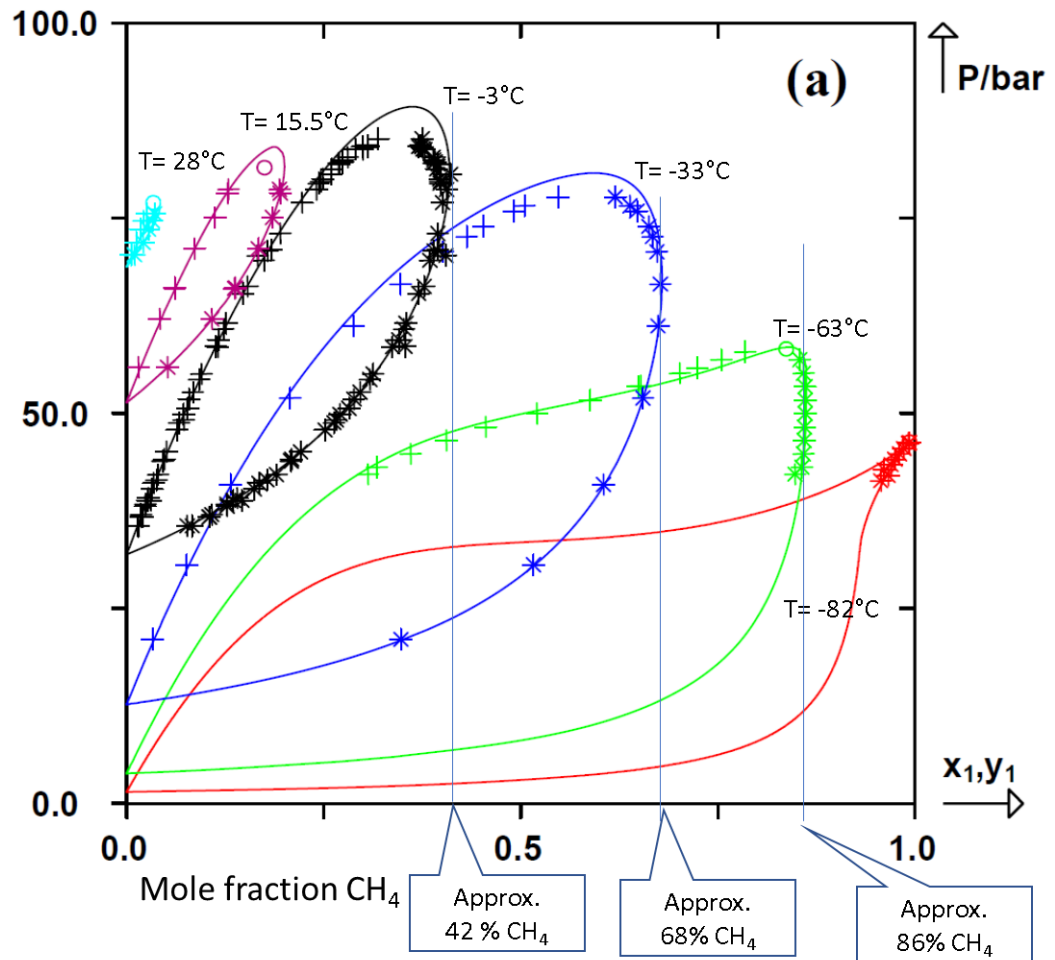 100.0
P/bar
(a)
T= -3°C
T= 15.5°C
T= 28°C
T= -33°C
T= -63°C
50.0
T= -82°C
x₁,y₁
0.0
0.0
0.5
1.0
Mole fraction CH₄
Approx.
42 % CH₄
Approx.
68% CH₄
Approx.
86% CH₄